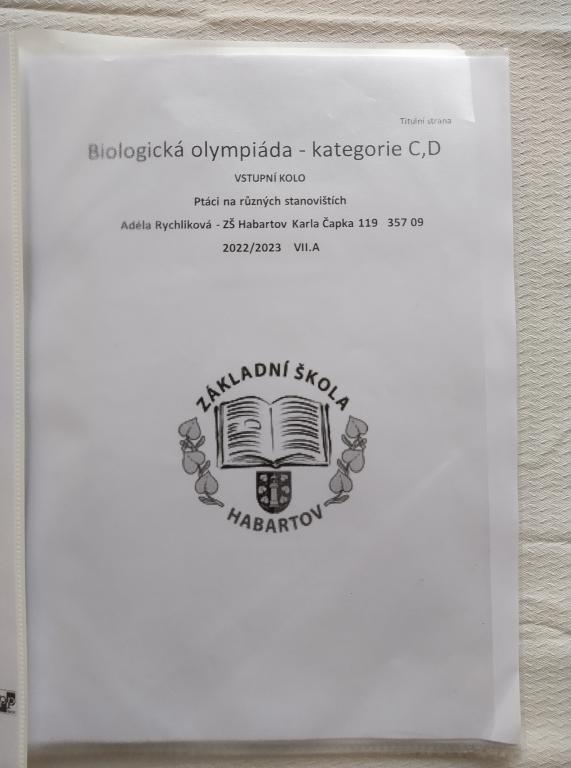 Titulní strana
Biologická olympiáda - kategorie C,D
VSTUPNÍ KOLO
Ptáci na různých stanovištích
Adéla Rychliková - ZŠ Habartov Karla Čapka 119 357 09
2022/2023 VII.A
ZÁKLADNÍ ŠKOLA
HABARTOV